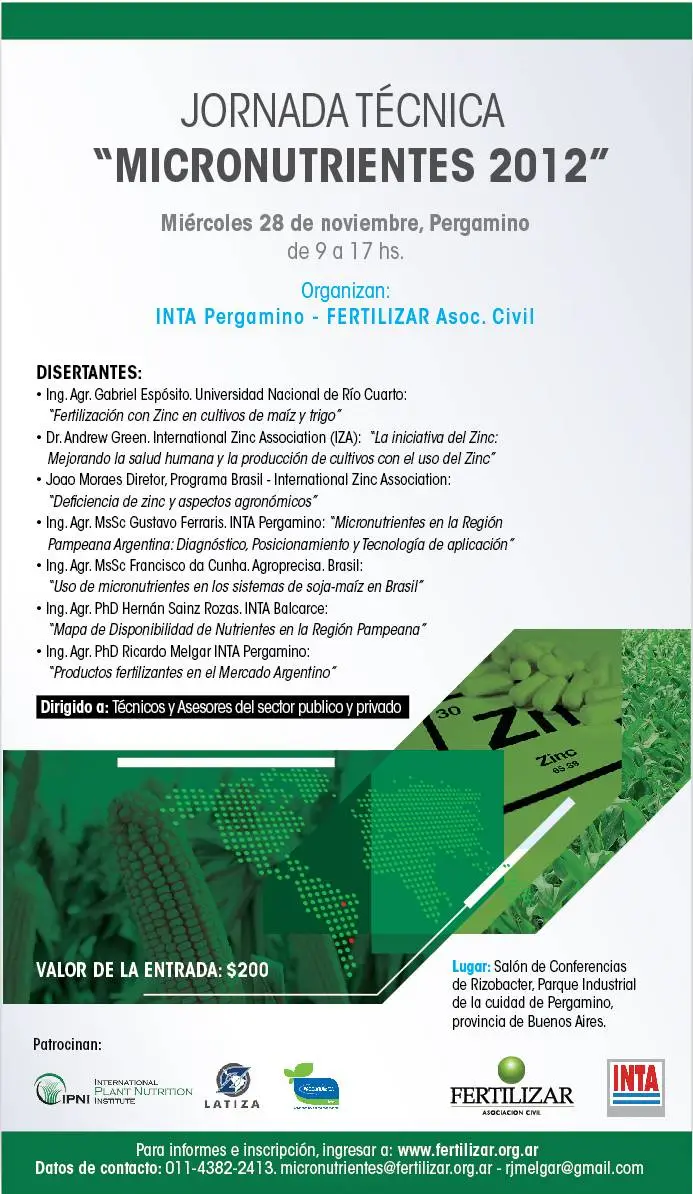 JORNADA TÉCNICA
“MICRONUTRIENTES 2012”
Miércoles 28 de noviembre, Pergamino
de 9 a 17 hs.
Organizan:
INTA Pergamino - FERTILIZAR Asoc. Civil
DISERTANTES:
• Ing. Agr. Gabriel Espósito. Universidad Nacional de Río Cuarto:
“Fertilización con Zinc en cultivos de maíz y trigo”
• Dr. Andrew Green. International Zinc Association (IZA): “La iniciativa del Zinc:
Mejorando la salud humana y la producción de cultivos con el uso del Zinc”
• Joao Moraes Diretor, Programa Brasil - International Zinc Association:
“Deficiencia de zinc y aspectos agronómicos”
• Ing. Agr. MsSc Gustavo Ferraris. INTA Pergamino: “Micronutrientes en la Región
Pampeana Argentina: Diagnóstico, Posicionamiento y Tecnología de aplicación”
• Ing. Agr. MsSc Francisco da Cunha. Agroprecisa. Brasil:
“Uso de micronutrientes en los sistemas de soja-maíz en Brasil”
• Ing. Agr. PhD Hernán Sainz Rozas. INTA Balcarce:
“Mapa de Disponibilidad de Nutrientes en la Región Pampeana”
• Ing. Agr. PhD Ricardo Melgar INTA Pergamino:
“Productos fertilizantes en el Mercado Argentino”
Dirigido a: Técnicos y Asesores del sector publico y privado
30
Zn
Zinc
65.39
VALOR DE LA ENTRADA: $200
Lugar: Salón de Conferencias
de Rizobacter, Parque Industrial
de la cuidad de Pergamino,
provincia de Buenos Aires.
Patrocinan:
IPNI INTERNATIONAL
PLANT NUTRITION
INSTITUTE
LATIZA
FERTILIZAR
ASOCIACION CIVIL
INTA
Para informes e inscripción, ingresar a: www.fertilizar.org.ar
Datos de contacto: 011-4382-2413. micronutrientes@fertilizar.org.ar - rjmelgar@gmail.com